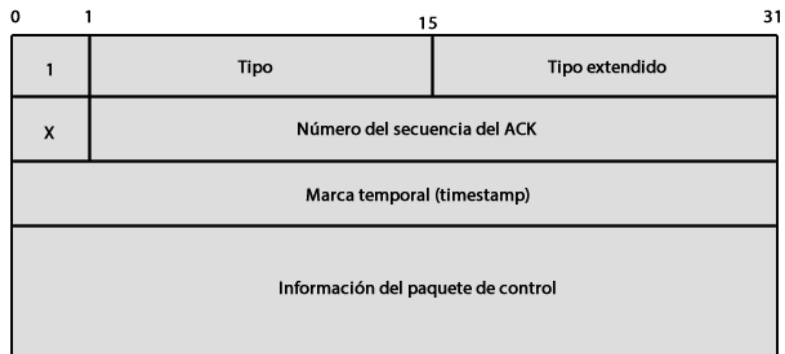 0 1 15 31
1 Tipo Tipo extendido
X Número del secuencia del ACK
Marca temporal (timestamp)
Información del paquete de control